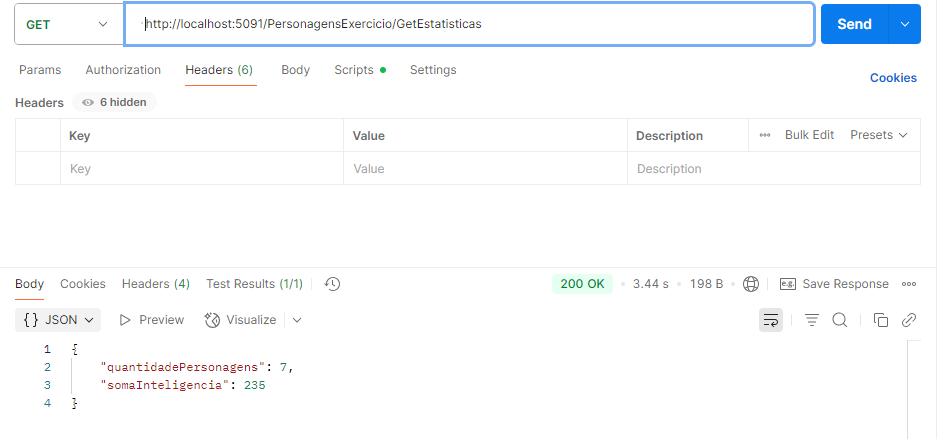 GET http://localhost:5091/PersonagensExercicio/GetEstatisticas Send
Params Authorization Headers (6) Body Scripts Settings Cookies
Headers 6 hidden
Key Value Description Bulk Edit Presets
Key Value Description
Body Cookies Headers (4) Test Results (1/1) 200 OK 3.44 s 198 B e.g. Save Response
{} JSON Preview Visualize
1 {
2 "quantidadePersonagens": 7,
3 "somaInteligencia": 235
4 }